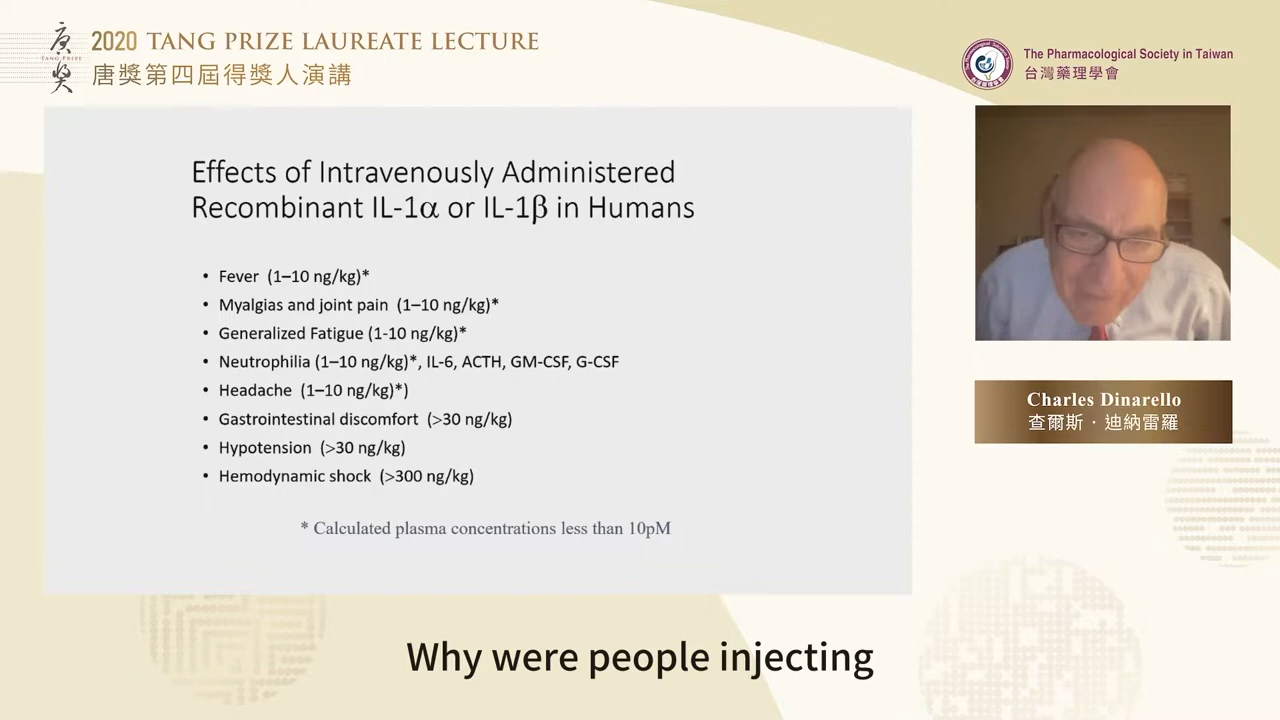 唐獎
TANG PRIZE
2020 TANG PRIZE LAUREATE LECTURE
唐獎第四屆得獎人演講
The Pharmacological Society in Taiwan
台灣藥理學會
Effects of Intravenously Administered
Recombinant IL-1α or IL-1β in Humans
• Fever (1–10 ng/kg)*
• Myalgias and joint pain (1–10 ng/kg)*
• Generalized Fatigue (1-10 ng/kg)*
• Neutrophilia (1–10 ng/kg)*, IL-6, ACTH, GM-CSF, G-CSF
• Headache (1–10 ng/kg)*)
• Gastrointestinal discomfort (>30 ng/kg)
• Hypotension (>30 ng/kg)
• Hemodynamic shock (>300 ng/kg)
* Calculated plasma concentrations less than 10pM
Charles Dinarello
查爾斯・迪納雷羅
Why were people injecting